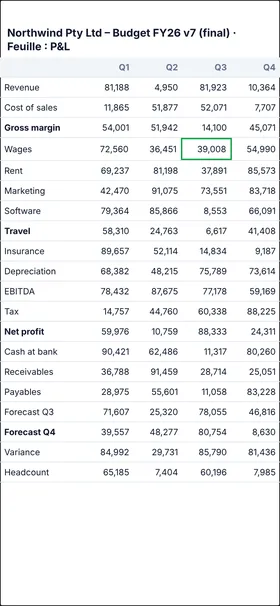 Northwind Pty Ltd – Budget FY26 v7 (final) ·
Feuille : P&L
Q1 Q2 Q3 Q4
Revenue 81,188 4,950 81,923 10,364
Cost of sales 11,865 51,877 52,071 7,707
Gross margin 54,001 51,942 14,100 45,071
Wages 72,560 36,451 39,008 54,990
Rent 69,237 81,198 37,891 85,573
Marketing 42,470 91,075 73,551 83,718
Software 79,364 85,866 8,553 66,091
Travel 58,310 24,763 6,617 41,408
Insurance 89,657 52,114 14,834 9,187
Depreciation 68,382 48,215 75,789 73,614
EBITDA 78,432 87,675 77,178 59,169
Tax 14,757 44,760 60,338 88,225
Net profit 59,976 10,759 88,333 24,311
Cash at bank 90,421 62,486 11,317 80,260
Receivables 36,788 91,459 28,714 25,051
Payables 28,975 55,601 11,058 83,228
Forecast Q3 71,607 25,320 78,055 46,816
Forecast Q4 39,557 48,277 80,754 8,630
Variance 84,992 29,731 85,790 81,436
Headcount 65,185 7,404 60,196 7,985